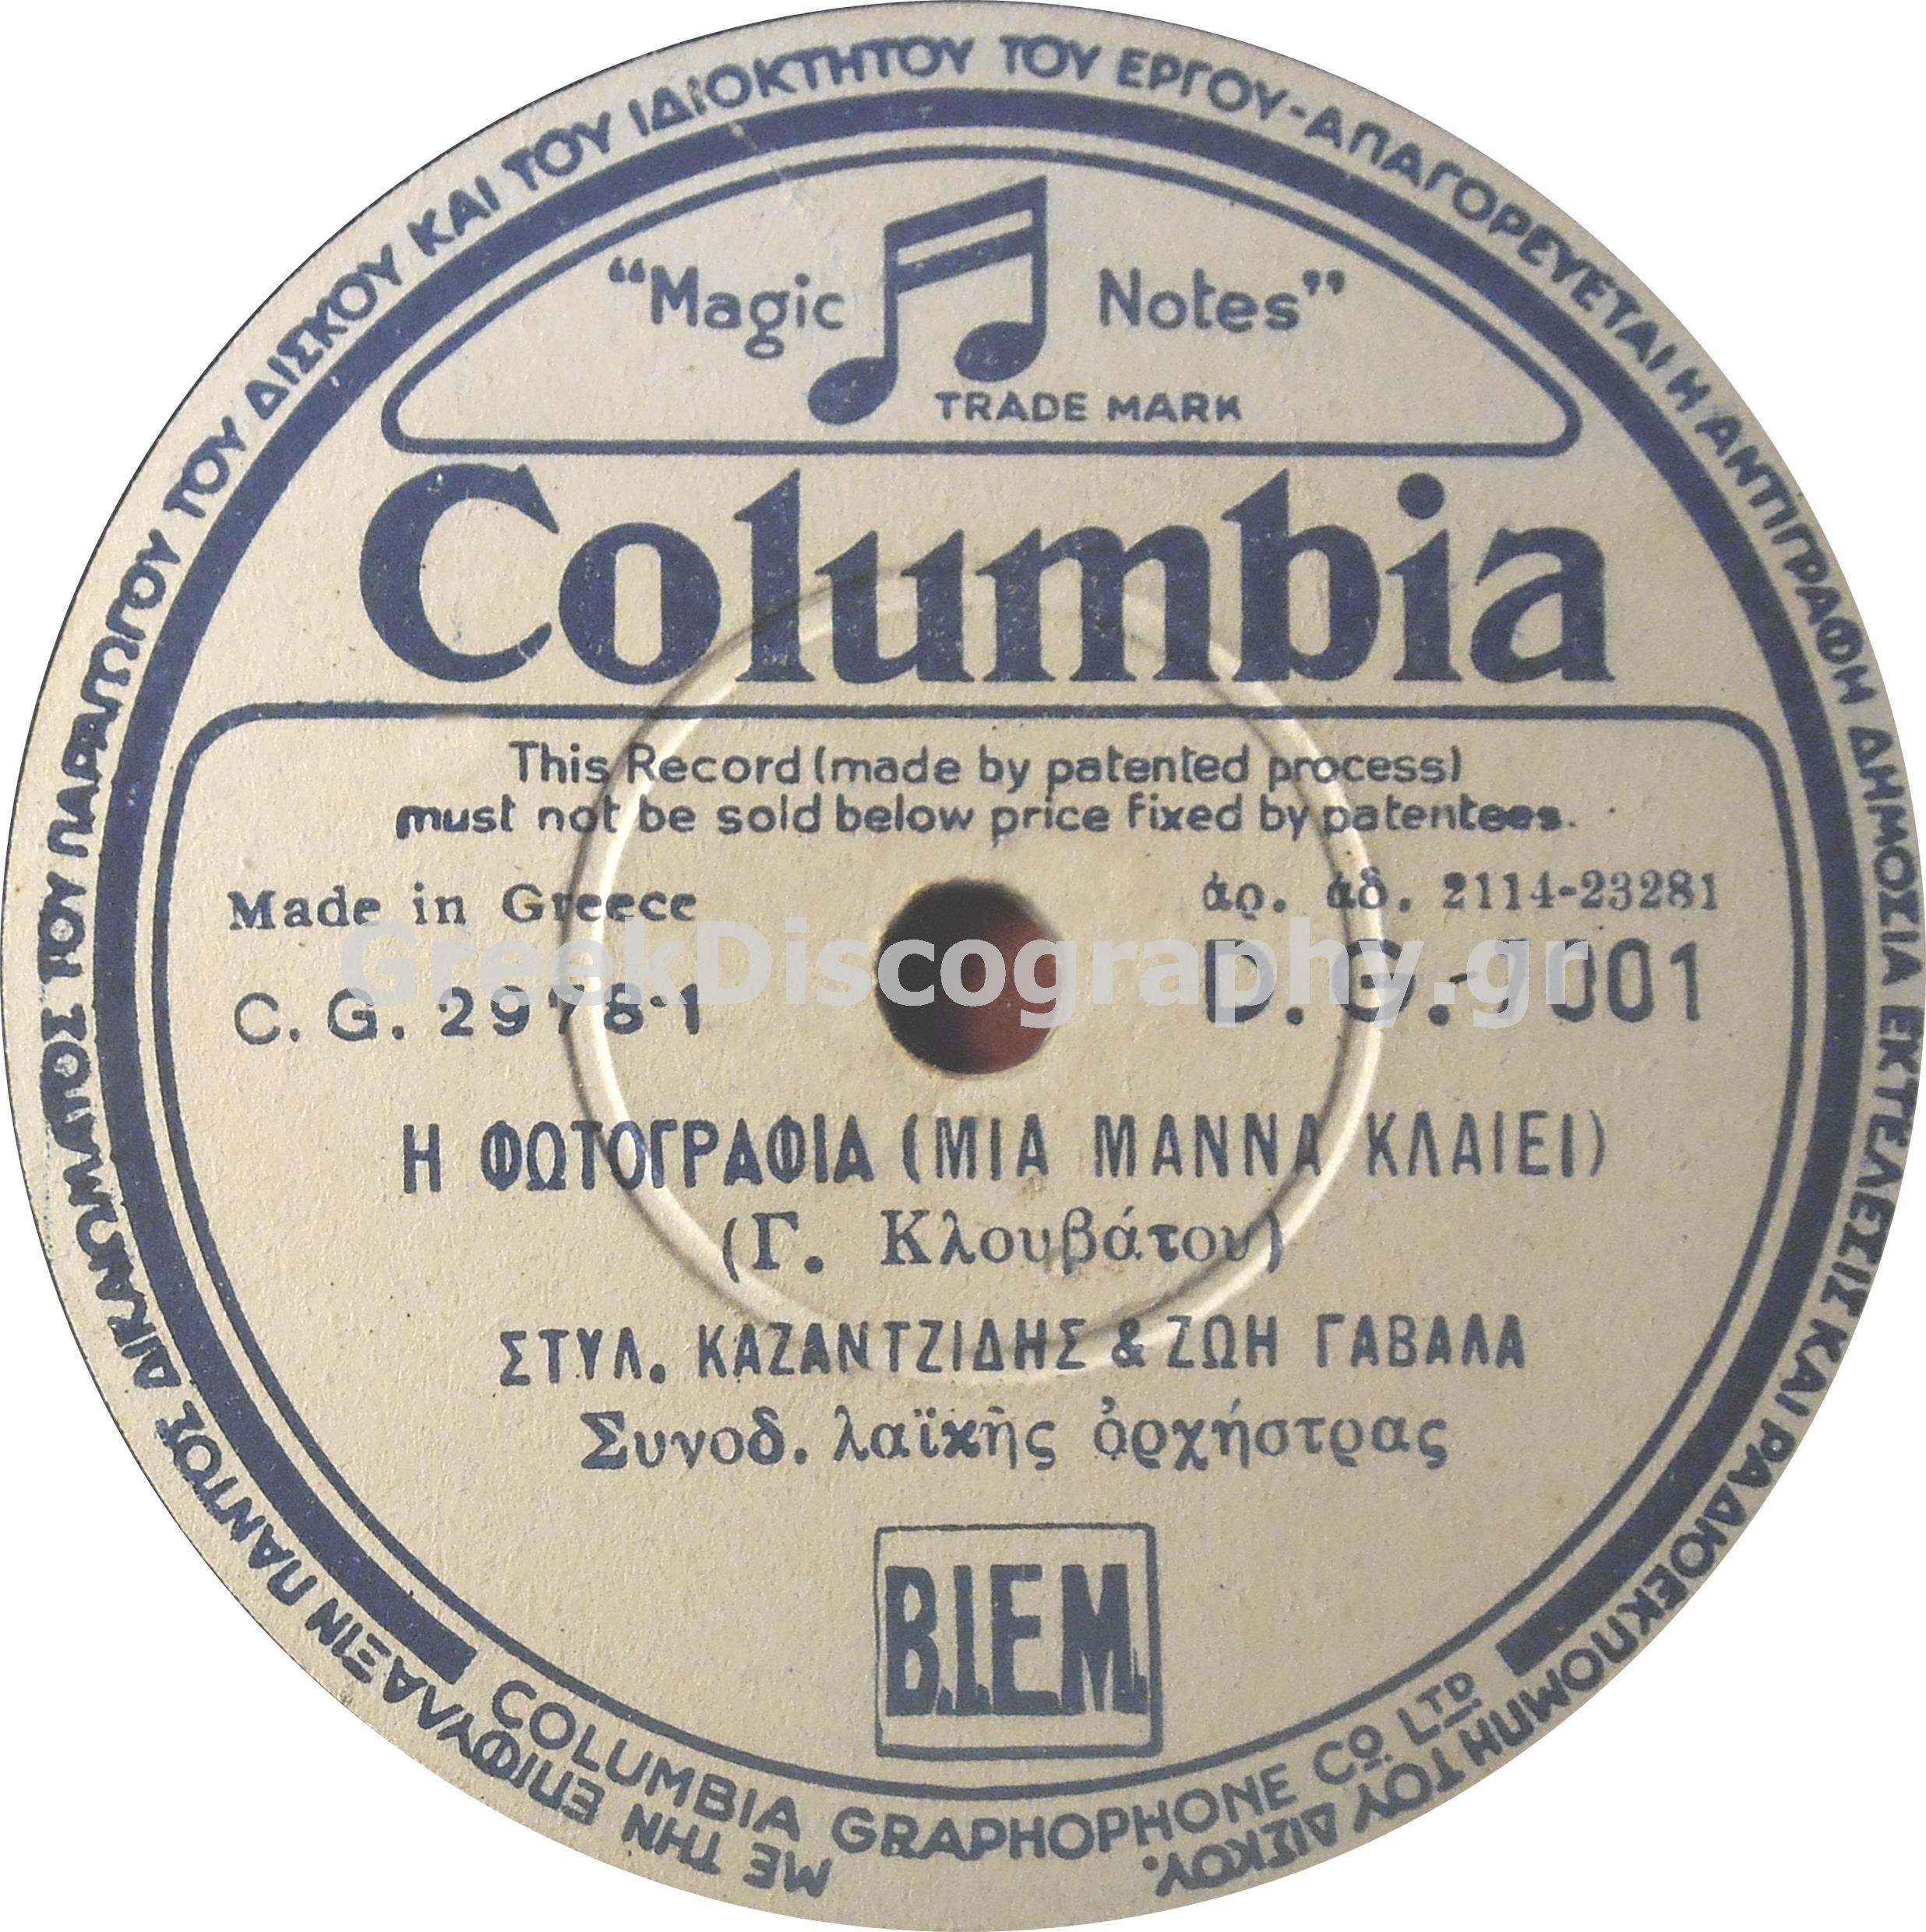 ΜΕ ΤΗΝ ΕΠΙΦΥΛΑΞΙΝ ΠΑΝΤΟΣ ΔΙΚΑΙΩΜΑΤΟΣ ΤΟΥ ΠΑΡΑΓΩΓΟΥ ΤΟΥ ΔΙΣΚΟΥ ΚΑΙ ΤΟΥ ΙΔΙΟΚΤΗΤΟΥ ΤΟΥ ΕΡΓΟΥ-ΑΠΑΓΟΡΕΥΕΤΑΙ Η ΑΝΤΙΓΡΑΦΗ ΔΗΜΟΣΙΑ ΕΚΤΕΛΕΣΙΣ ΚΑΙ ΡΑΔΙΟΕΚΠΟΜΠΗ ΤΟΥ ΔΙΣΚΟΥ.
“Magic Notes”
TRADE MARK
Columbia
This Record (made by patented process)
must not be sold below price fixed by patentees.
Made in Greece
ἀρ. ἀδ. 2114-23281
GreekDiscography.gr
C. G. 2978-1
D. G.-7001
Η ΦΩΤΟΓΡΑΦΙΑ (ΜΙΑ ΜΑΝΝΑ ΚΛΑΙΕΙ)
(Γ. Κλουβάτου)
ΣΤΥΛ. ΚΑΖΑΝΤΖΙΔΗΣ & ΖΩΗ ΓΑΒΑΛΑ
Συνοδ. λαϊκῆς ὀρχήστρας
B.I.E.M.
COLUMBIA GRAPHOPHONE CO. LTD